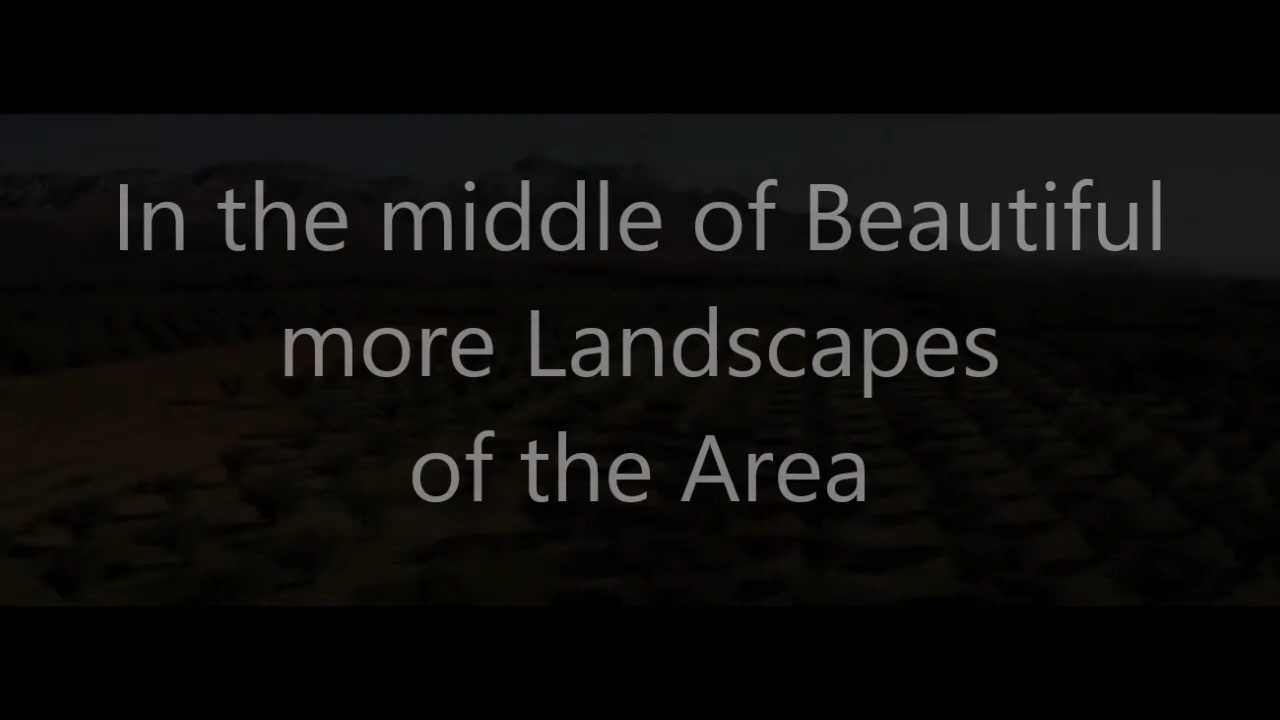 In the middle of Beautiful
more Landscapes
of the Area